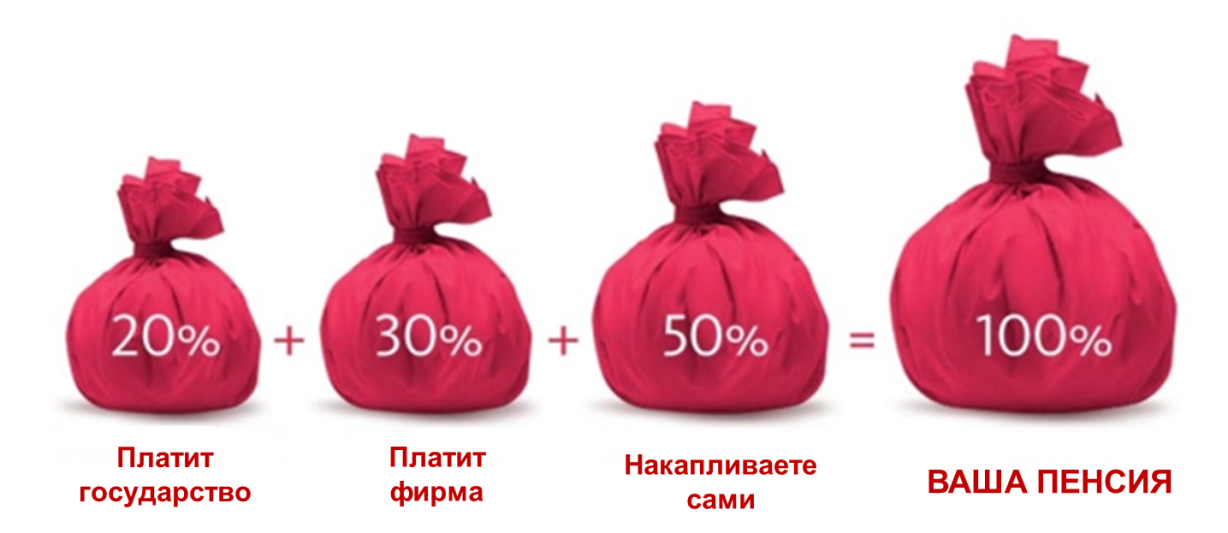 20% + 30% + 50% = 100%
Платит
государство
Платит
фирма
Накапливаете
сами
ВАША ПЕНСИЯ